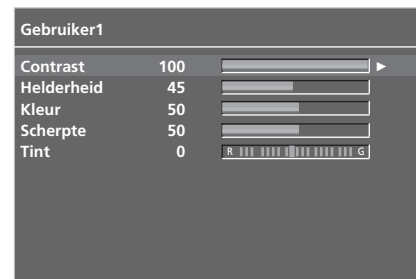 Gebruiker1
Contrast 100
Helderheid 45
Kleur 50
Scherpte 50
Tint 0 R G